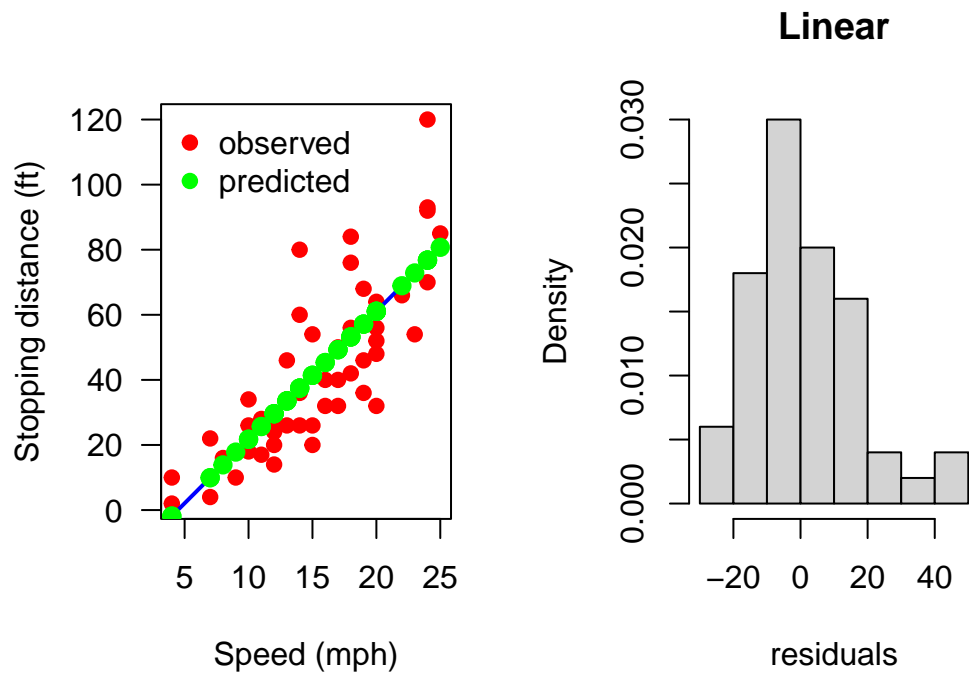 Stopping distance (ft)
120
100
80
60
40
20
0
observed
predicted
5
10
15
20
25
Speed (mph)
Linear
Density
0.030
0.020
0.010
0.000
−20
0
20
40
residuals